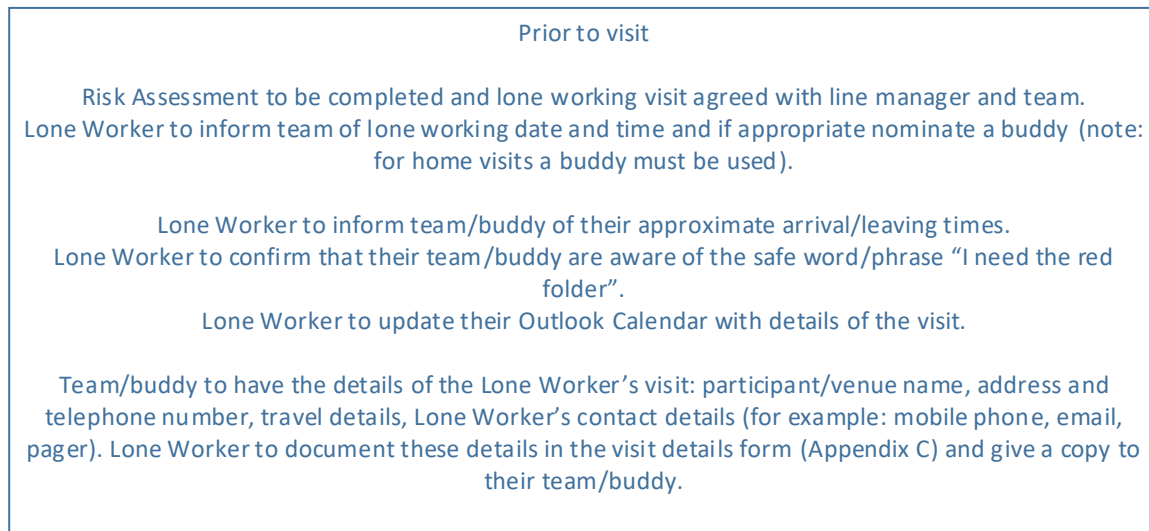 Prior to visit
Risk Assessment to be completed and lone working visit agreed with line manager and team.
Lone Worker to inform team of lone working date and time and if appropriate nominate a buddy (note:
for home visits a buddy must be used).
Lone Worker to inform team/buddy of their approximate arrival/leaving times.
Lone Worker to confirm that their team/buddy are aware of the safe word/phrase “I need the red
folder”.
Lone Worker to update their Outlook Calendar with details of the visit.
Team/buddy to have the details of the Lone Worker’s visit: participant/venue name, address and
telephone number, travel details, Lone Worker’s contact details (for example: mobile phone, email,
pager). Lone Worker to document these details in the visit details form (Appendix C) and give a copy to
their team/buddy.